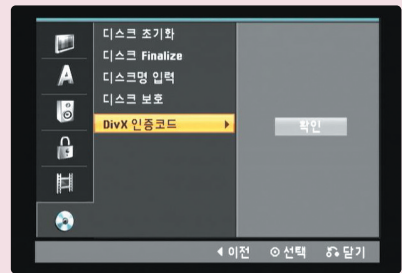 디스크 초기화
디스크 Finalize
디스크명 입력
디스크 보호
DivX 인증코드
확인
A
이전 선택 닫기